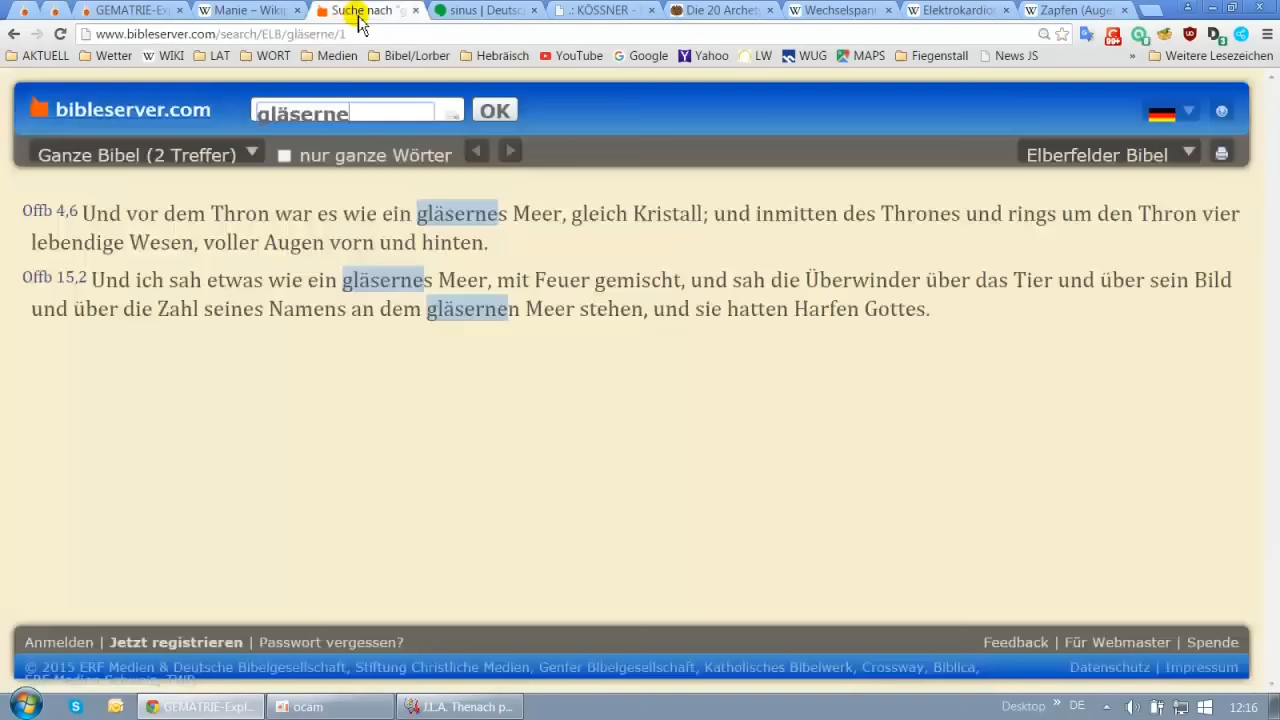 GEMATRIE-Expl
Manie – Wikip
Suche nach "g
sinus | Deutsc
.: KÖSSNER -
Die 20 Archet
Wechselspan
Elektrokardio
Zapfen (Auge
www.bibleserver.com/search/ELB/gläserne/1
99+
AKTUELL
Wetter
WIKI
LAT
WORT
Medien
Bibel/Lorber
Hebräisch
YouTube
Google
Yahoo
LW
WUG
MAPS
Fiegenstall
News JS
»
Weitere Lesezeichen
bibleserver.com
gläserne
OK
Ganze Bibel (2 Treffer)
nur ganze Wörter
Elberfelder Bibel
Offb 4,6 Und vor dem Thron war es wie ein gläsernes Meer, gleich Kristall; und inmitten des Thrones und rings um den Thron vier
lebendige Wesen, voller Augen vorn und hinten.
Offb 15,2 Und ich sah etwas wie ein gläsernes Meer, mit Feuer gemischt, und sah die Überwinder über das Tier und über sein Bild
und über die Zahl seines Namens an dem gläsernen Meer stehen, und sie hatten Harfen Gottes.
Anmelden | Jetzt registrieren | Passwort vergessen?
Feedback | Für Webmaster | Spende
© 2015 ERF Medien & Deutsche Bibelgesellschaft, Stiftung Christliche Medien, Genfer Bibelgesellschaft, Katholisches Bibelwerk, Crossway, Biblica,
ERF Medien Schweiz, TWR
Datenschutz | Impressum
GEMATRIE-Expl...
ocam
J.L.A. Thenach p...
Desktop
»
DE
12:16